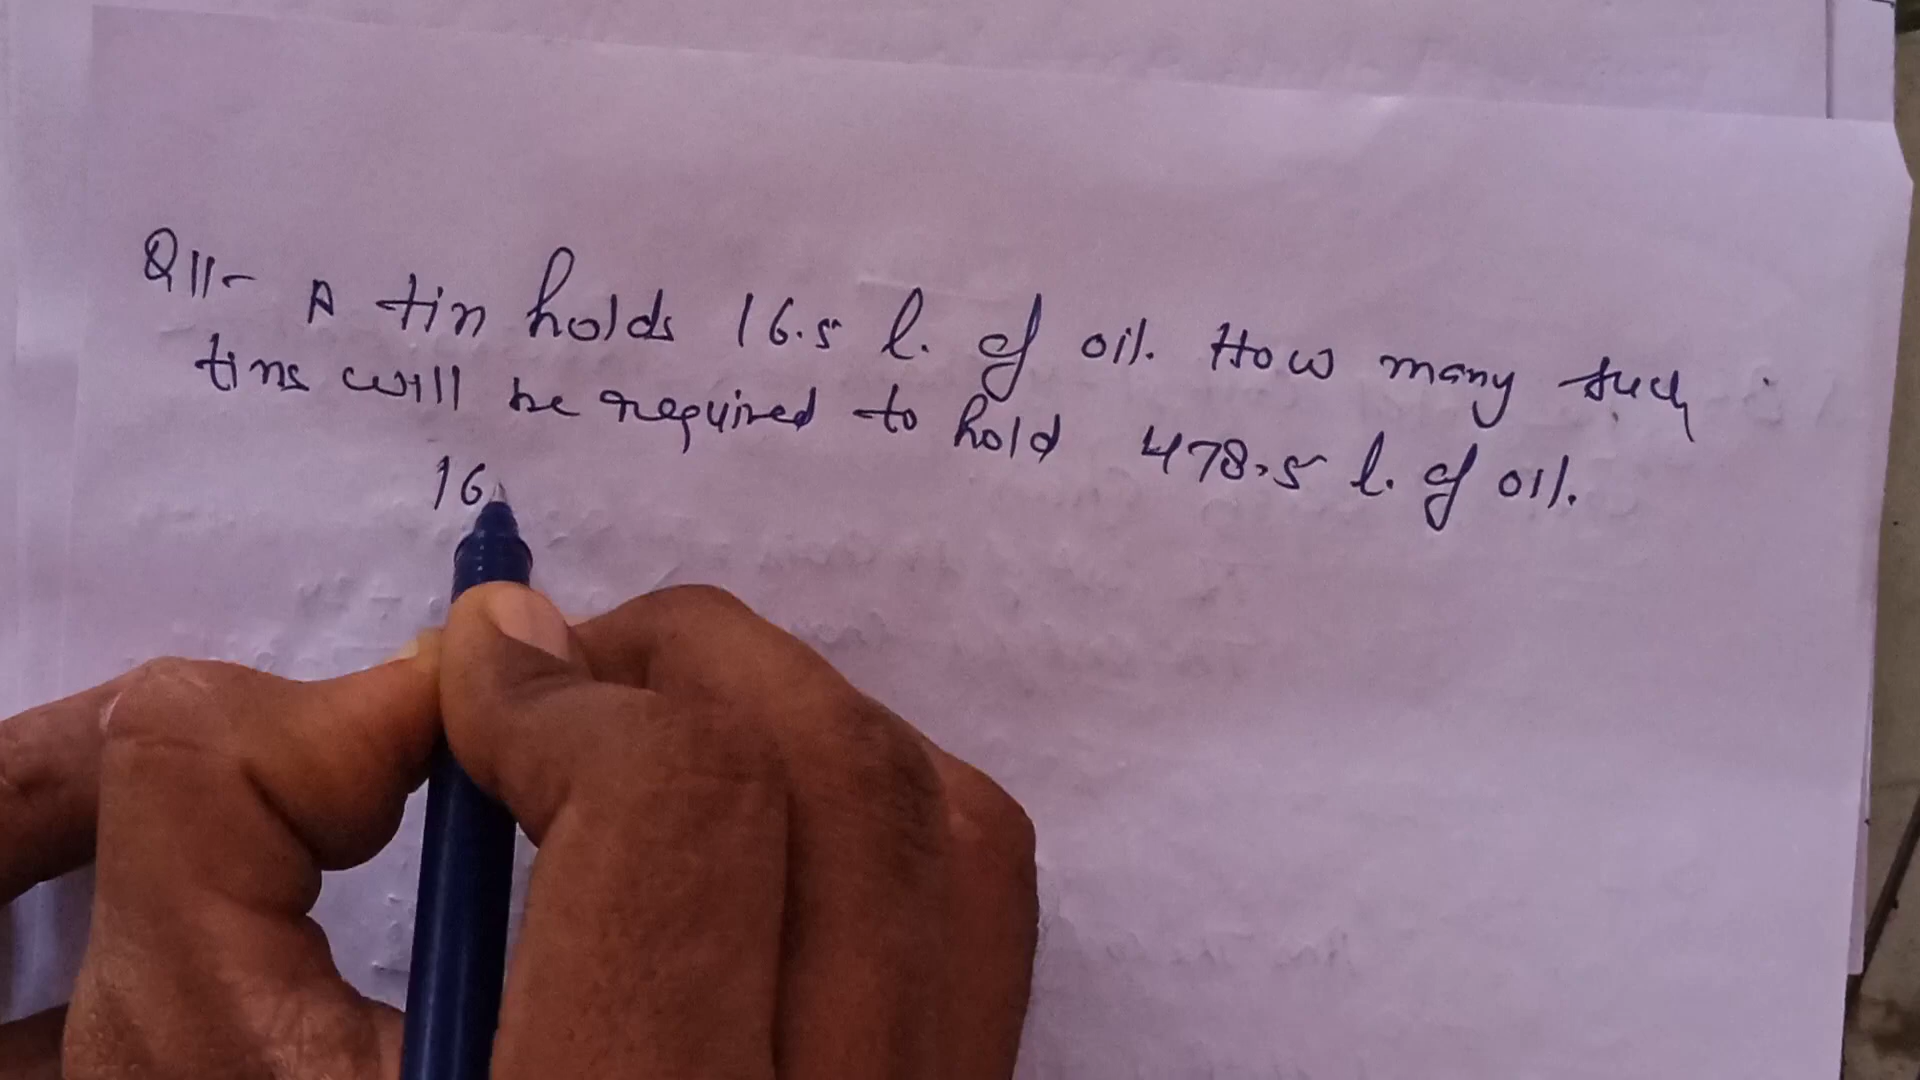 Q11- A tin holds 16.5 l. of oil. How many such
tins will be required to hold 478.5 l. of oil.
16